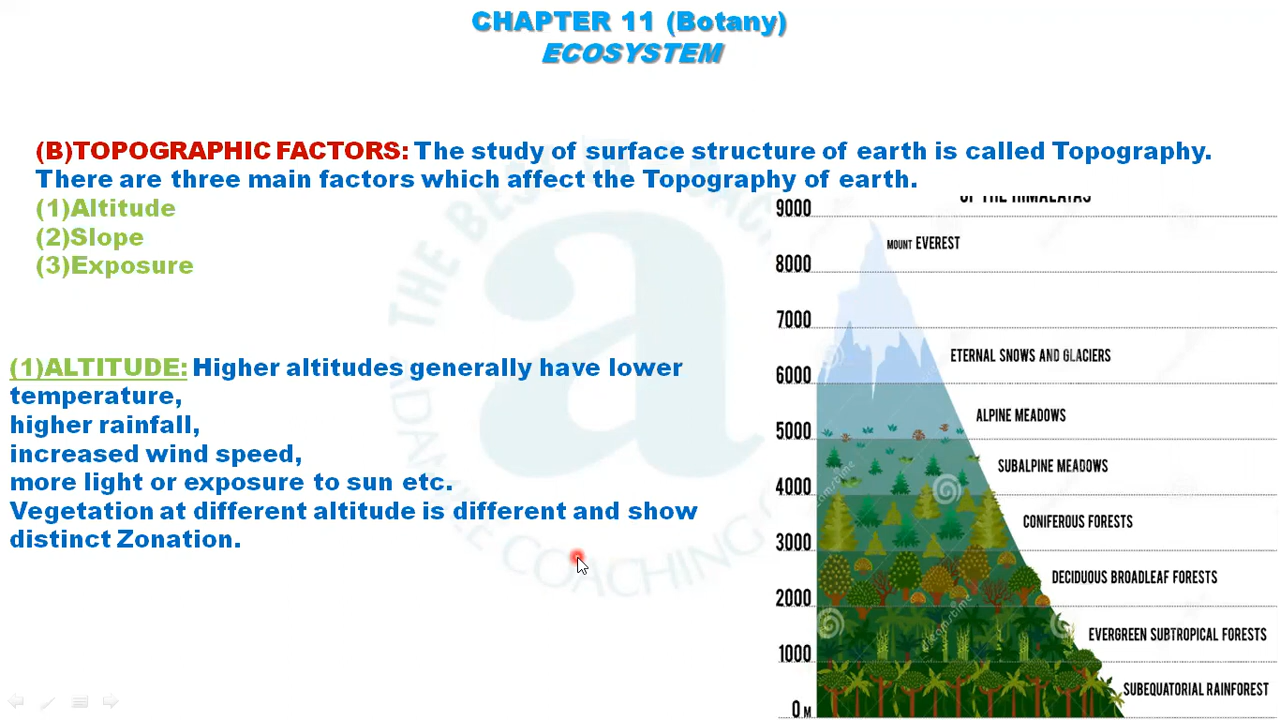 CHAPTER 11 (Botany)
ECOSYSTEM
(B)TOPOGRAPHIC FACTORS: The study of surface structure of earth is called Topography.
There are three main factors which affect the Topography of earth.
(1)Altitude
(2)Slope
(3)Exposure
(1)ALTITUDE: Higher altitudes generally have lower
temperature,
higher rainfall,
increased wind speed,
more light or exposure to sun etc.
Vegetation at different altitude is different and show
distinct Zonation.
OF THE HIMALAYAS
9000
MOUNT EVEREST
8000
7000
ETERNAL SNOWS AND GLACIERS
6000
ALPINE MEADOWS
5000
SUBALPINE MEADOWS
4000
CONIFEROUS FORESTS
3000
DECIDUOUS BROADLEAF FORESTS
2000
EVERGREEN SUBTROPICAL FORESTS
1000
SUBEQUATORIAL RAINFOREST
0 M